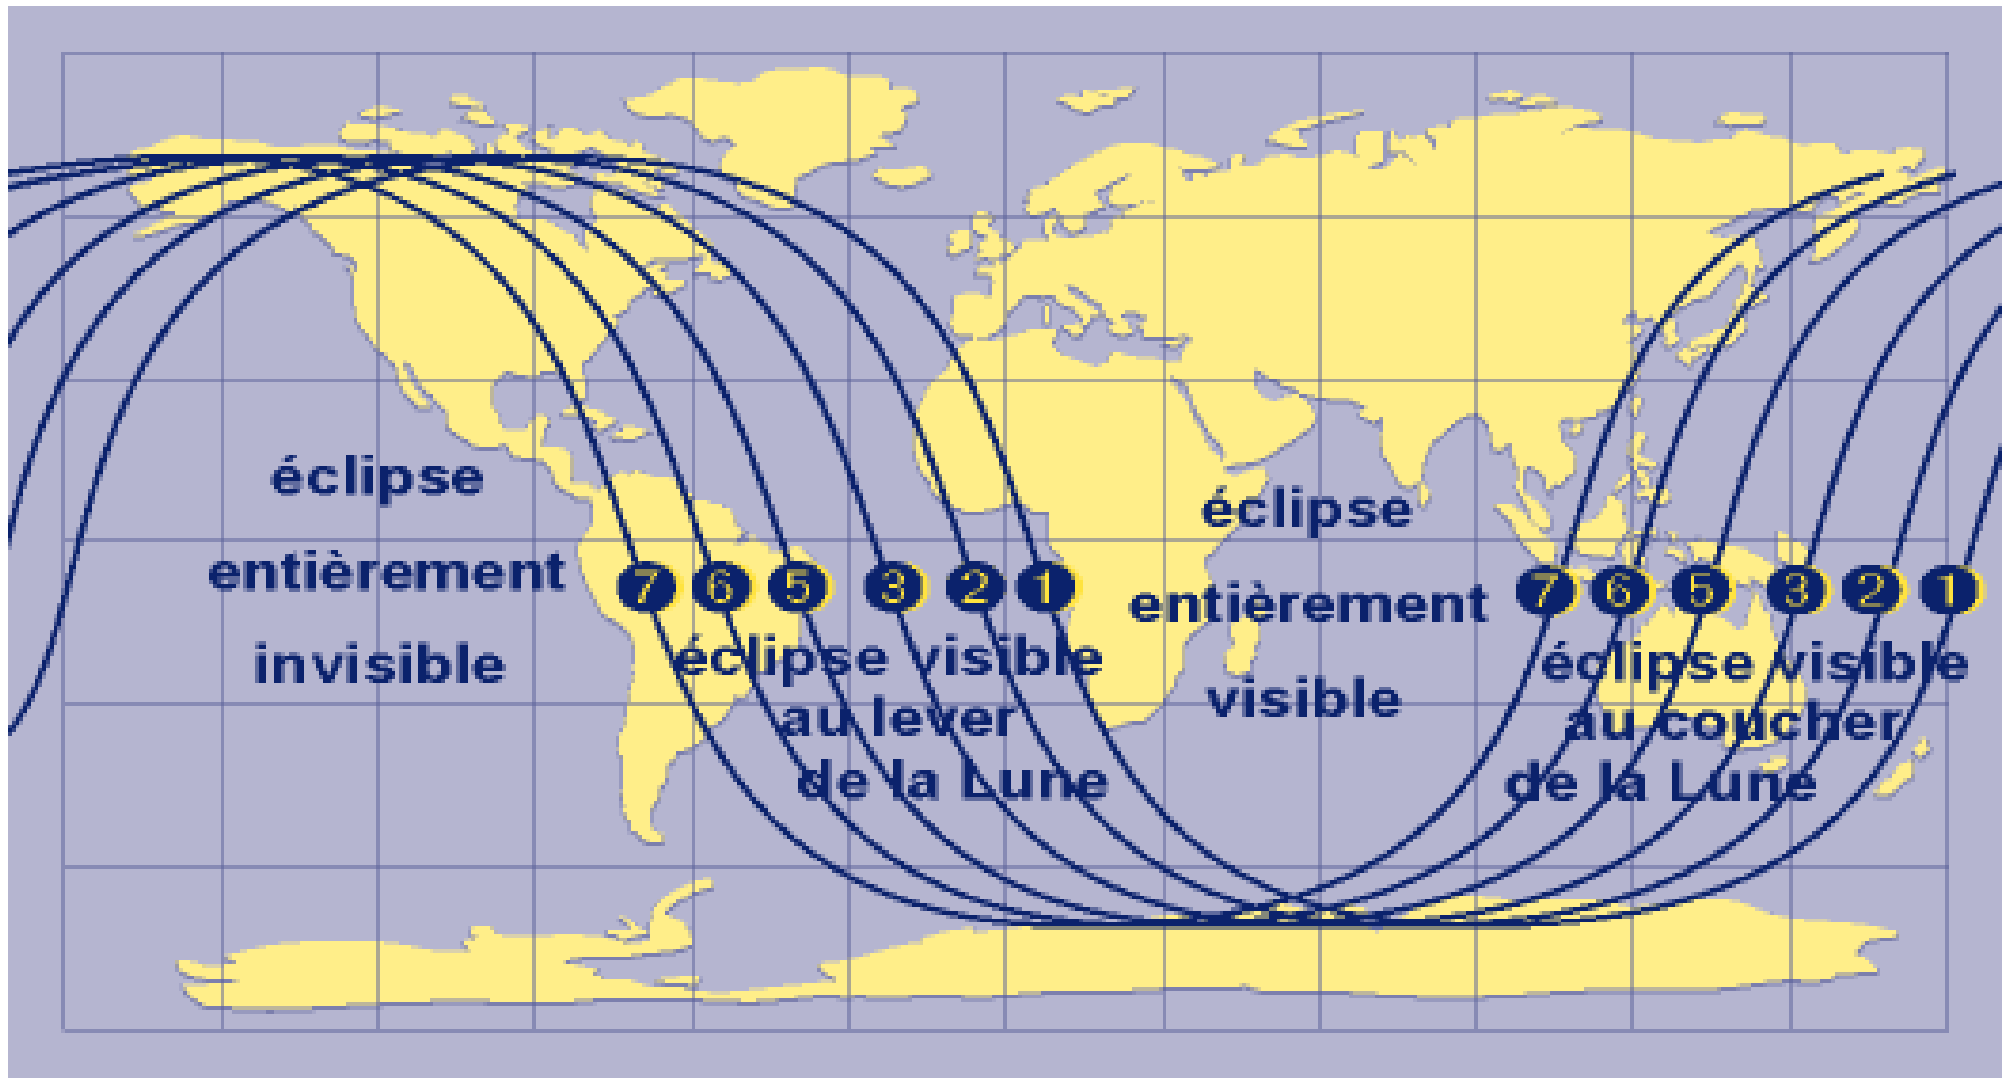 éclipse
entièrement
invisible
7 6 5 3 2 1
éclipse visible
au lever
de la Lune
éclipse
entièrement
visible
7 6 5 3 2 1
éclipse visible
au coucher
de la Lune